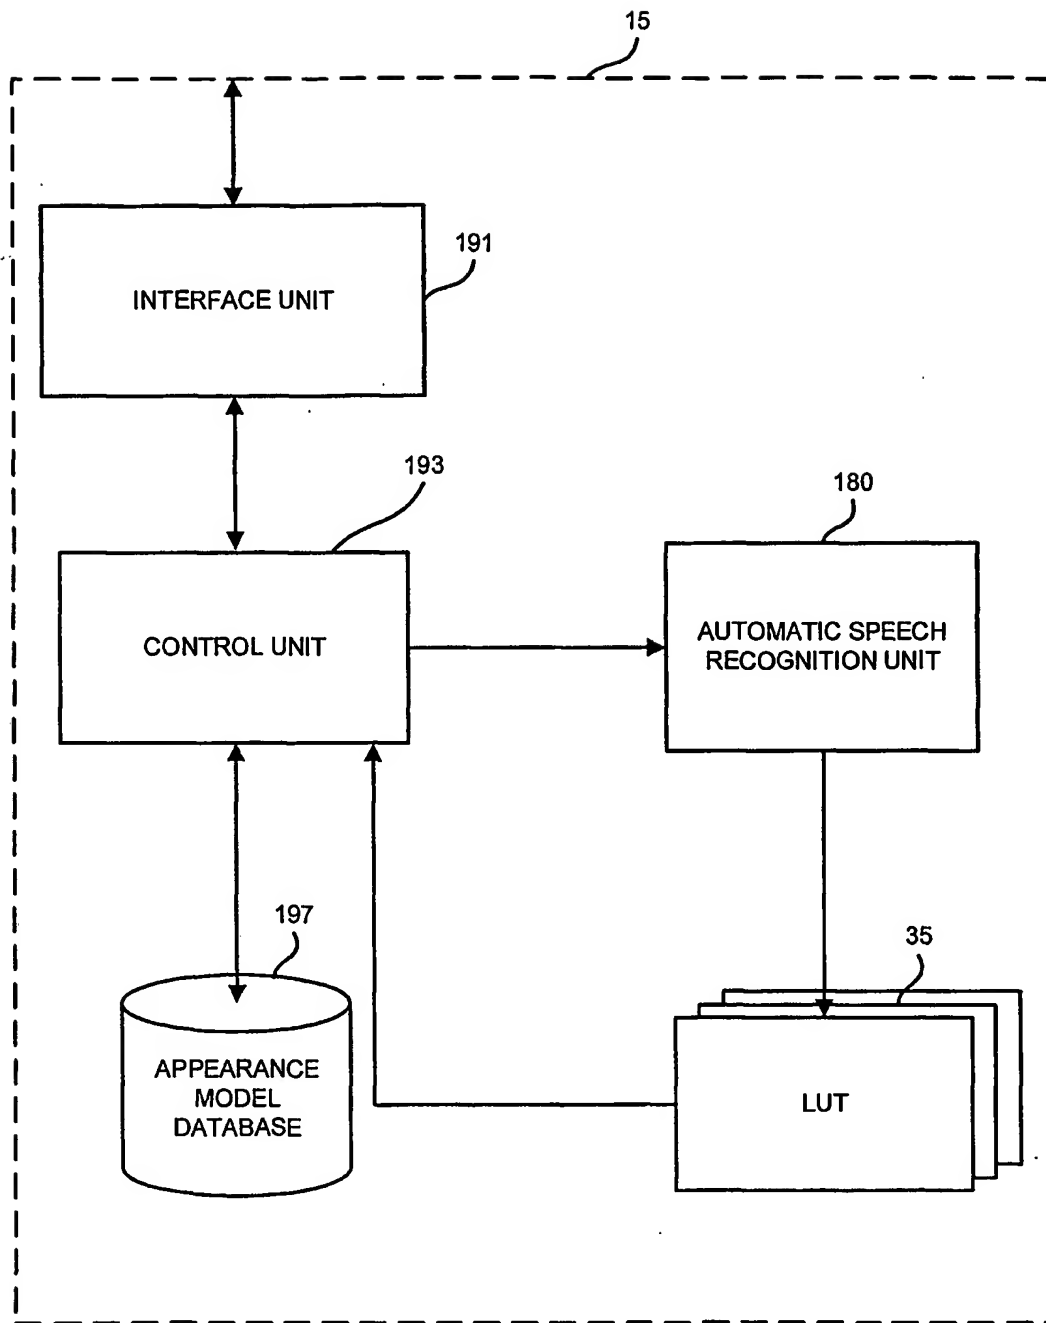 15
INTERFACE UNIT
191
193
CONTROL UNIT
180
AUTOMATIC SPEECH
RECOGNITION UNIT
197
APPEARANCE
MODEL
DATABASE
35
LUT